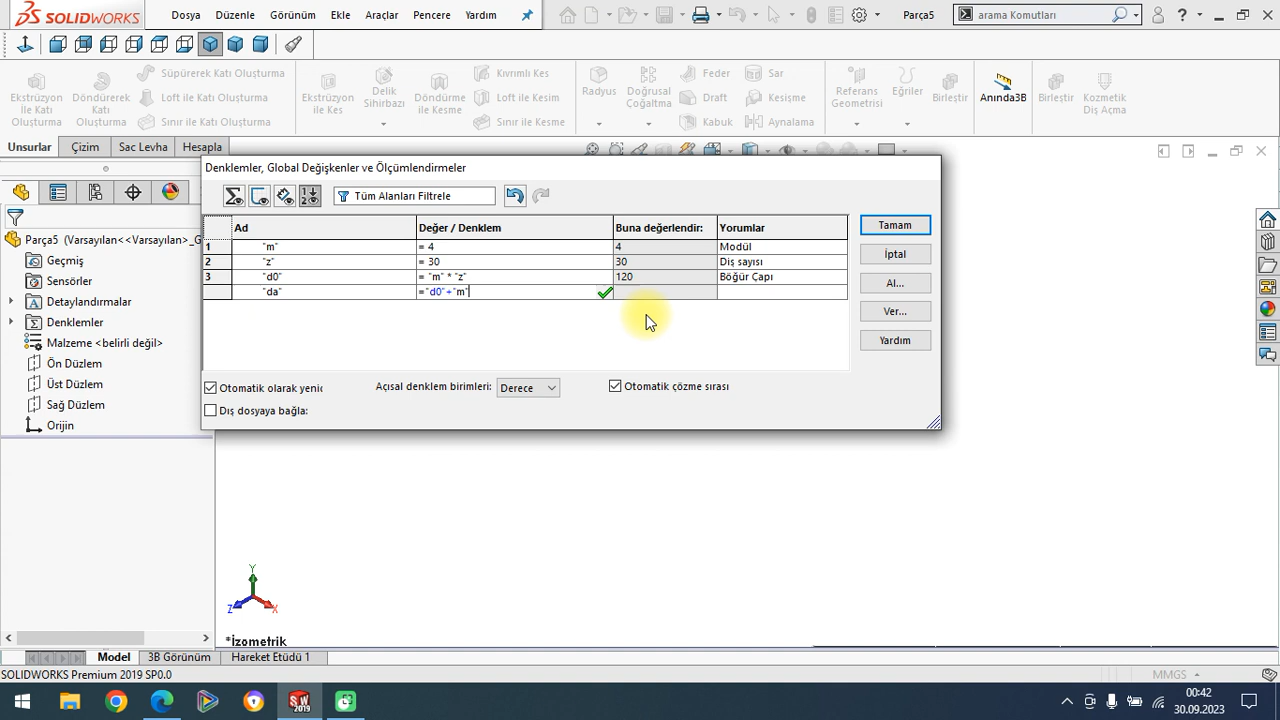 SOLIDWORKS
Dosya Düzenle Görünüm Ekle Araçlar Pencere Yardım
Parça5
arama Komutları
?
Ekstrüzyon İle Katı Oluşturma
Döndürerek Katı Oluşturma
Süpürerek Katı Oluşturma
Loft ile Katı Oluşturma
Sınır ile Katı Oluşturma
Ekstrüzyon ile Kes
Delik Sihirbazı
Döndürme ile Kesme
Kıvrımlı Kes
Loft ile Kesim
Sınır ile Kesme
Radyus
Doğrusal Çoğaltma
Feder
Draft
Kabuk
Sar
Kesişme
Aynalama
Referans Geometrisi
Eğriler
Birleştir
Anında3B
Birleştir
Kozmetik Diş Açma
Unsurlar Çizim Sac Levha Hesapla
Parça5 (Varsayılan<<Varsayılan>_G
Geçmiş
Sensörler
Detaylandırmalar
Denklemler
Malzeme <belirli değil>
Ön Düzlem
Üst Düzlem
Sağ Düzlem
Orijin
Denklemler, Global Değişkenler ve Ölçümlendirmeler
Tüm Alanları Filtrele
Ad Değer / Denklem Buna değerlendir: Yorumlar
1 "m" = 4 4 Modül
2 "z" = 30 30 Diş sayısı
3 "d0" = "m" * "z" 120 Böğür Çapı
"da" ="d0"+"m"
Tamam
İptal
Al...
Ver...
Yardım
Otomatik olarak yenic
Açısal denklem birimleri: Derece
Otomatik çözme sırası
Dış dosyaya bağla:
Y
Z
X
*İzometrik
Model 3B Görünüm Hareket Etüdü 1
SOLIDWORKS Premium 2019 SP0.0
MMGS
SW
2019
00:42
30.09.2023